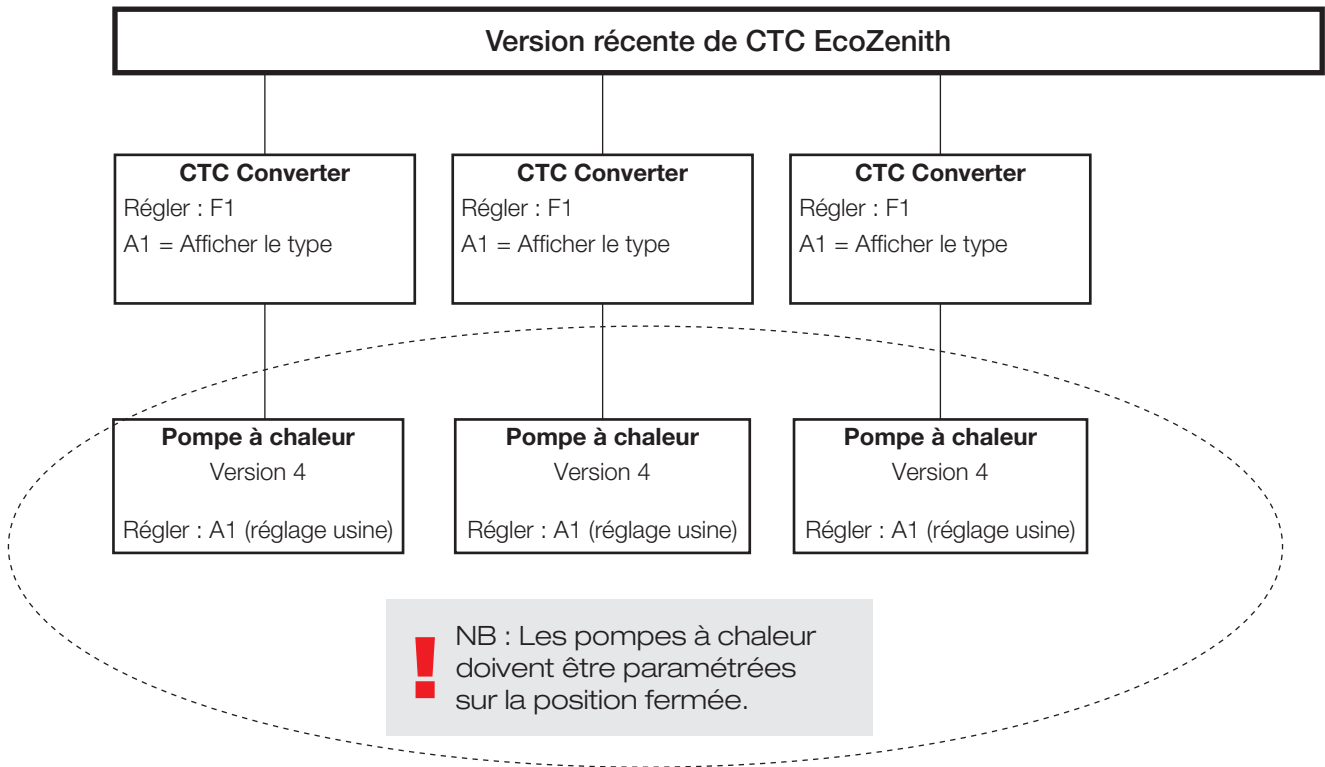 Version récente de CTC EcoZenith
CTC Converter
Régler : F1
A1 = Afficher le type
CTC Converter
Régler : F1
A1 = Afficher le type
CTC Converter
Régler : F1
A1 = Afficher le type
Pompe à chaleur
Version 4
Régler : A1 (réglage usine)
Pompe à chaleur
Version 4
Régler : A1 (réglage usine)
Pompe à chaleur
Version 4
Régler : A1 (réglage usine)
! NB : Les pompes à chaleur
doivent être paramétrées
sur la position fermée.